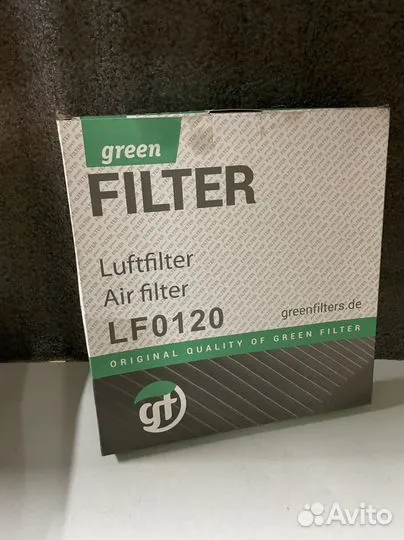 green
FILTER
Luftfilter
Air filter
LF0120
greenfilters.de
ORIGINAL QUALITY OF GREEN FILTER
gf
Avito